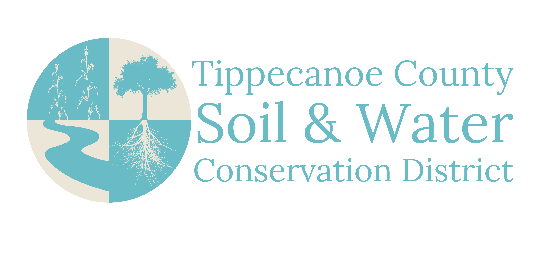 Tippecanoe County
Soil & Water
Conservation District